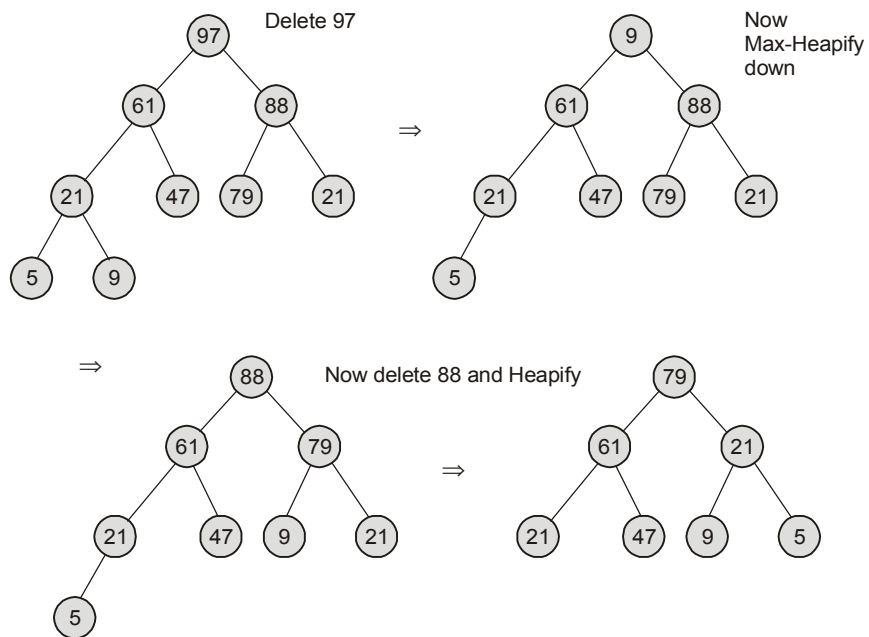 Delete 97
97
61 88
21 47 79 21
5 9
⇒
Now
Max-Heapify
down
9
61 88
21 47 79 21
5
⇒
Now delete 88 and Heapify
88
61 79
21 47 9 21
5
⇒
79
61 21
21 47 9 5